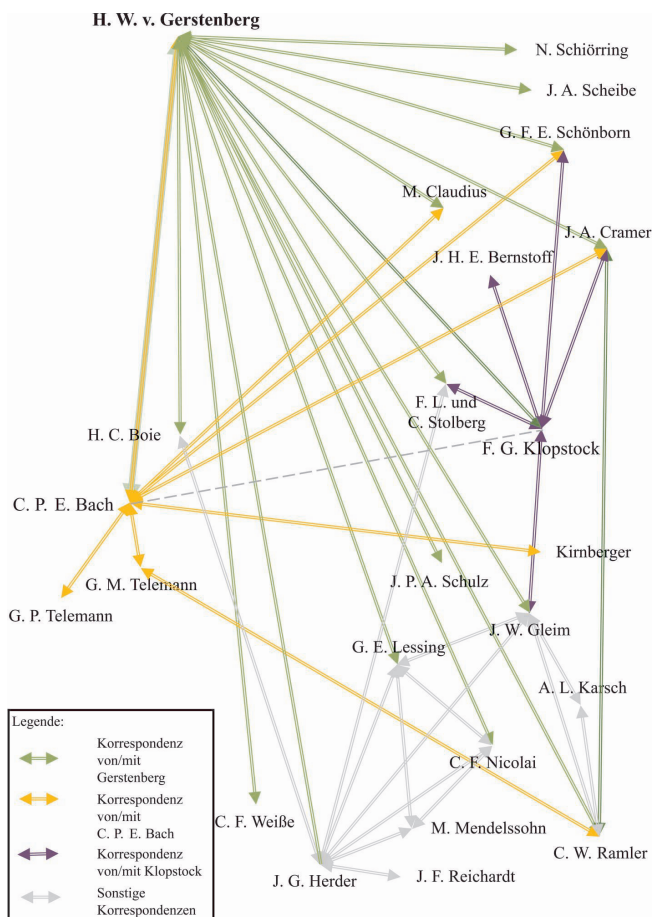 H. W. v. Gerstenberg
N. Schiörring
J. A. Scheibe
G. F. E. Schönborn
M. Claudius
J. A. Cramer
J. H. E. Bernstoff
F. L. und
C. Stolberg
H. C. Boie
F. G. Klopstock
C. P. E. Bach
Kirnberger
G. M. Telemann
J. P. A. Schulz
G. P. Telemann
J. W. Gleim
G. E. Lessing
A. L. Karsch
C. F. Nicolai
C. F. Weiße
M. Mendelssohn
C. W. Ramler
J. G. Herder
J. F. Reichardt
Legende:
Korrespondenz
von/mit
Gerstenberg
Korrespondenz
von/mit
C. P. E. Bach
Korrespondenz
von/mit Klopstock
Sonstige
Korrespondenzen